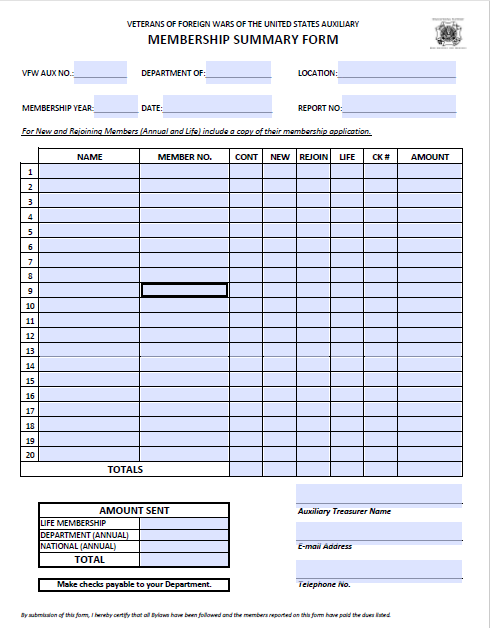 VETERANS OF FOREIGN WARS OF THE UNITED STATES AUXILIARY
MEMBERSHIP SUMMARY FORM
VFW AUX NO.: DEPARTMENT OF: LOCATION:
MEMBERSHIP YEAR: DATE: REPORT NO:
For New and Rejoining Members (Annual and Life) include a copy of their membership application.
NAME MEMBER NO. CONT NEW REJOIN LIFE CK # AMOUNT
1
2
3
4
5
6
7
8
9
10
11
12
13
14
15
16
17
18
19
20
TOTALS
AMOUNT SENT
LIFE MEMBERSHIP
DEPARTMENT (ANNUAL)
NATIONAL (ANNUAL)
TOTAL
Make checks payable to your Department.
Auxiliary Treasurer Name
E-mail Address
Telephone No.
By submission of this form, I hereby certify that all Bylaws have been followed and the members reported on this form have paid the dues listed.